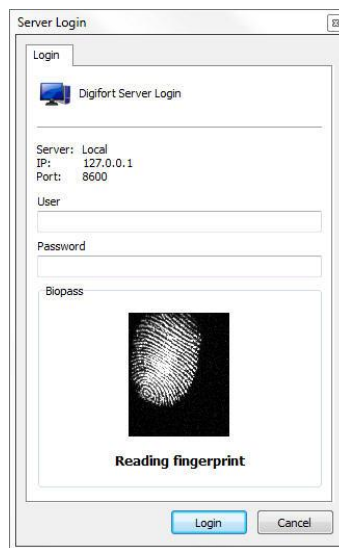 Server Login
Login
Digifort Server Login
Server: Local
IP: 127.0.0.1
Port: 8600
User
Password
Biopass
Reading fingerprint
Login Cancel